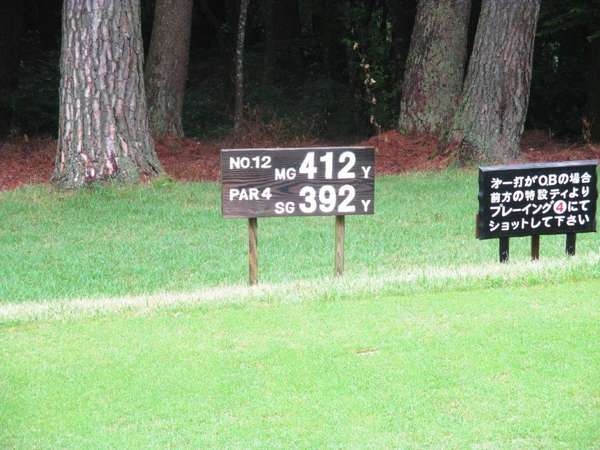 NO.12 MG 412 Y
PAR 4 SG 392 Y
才一打がO.Bの場合
前方の特設ティより
プレーイング④にて
ショットして下さい